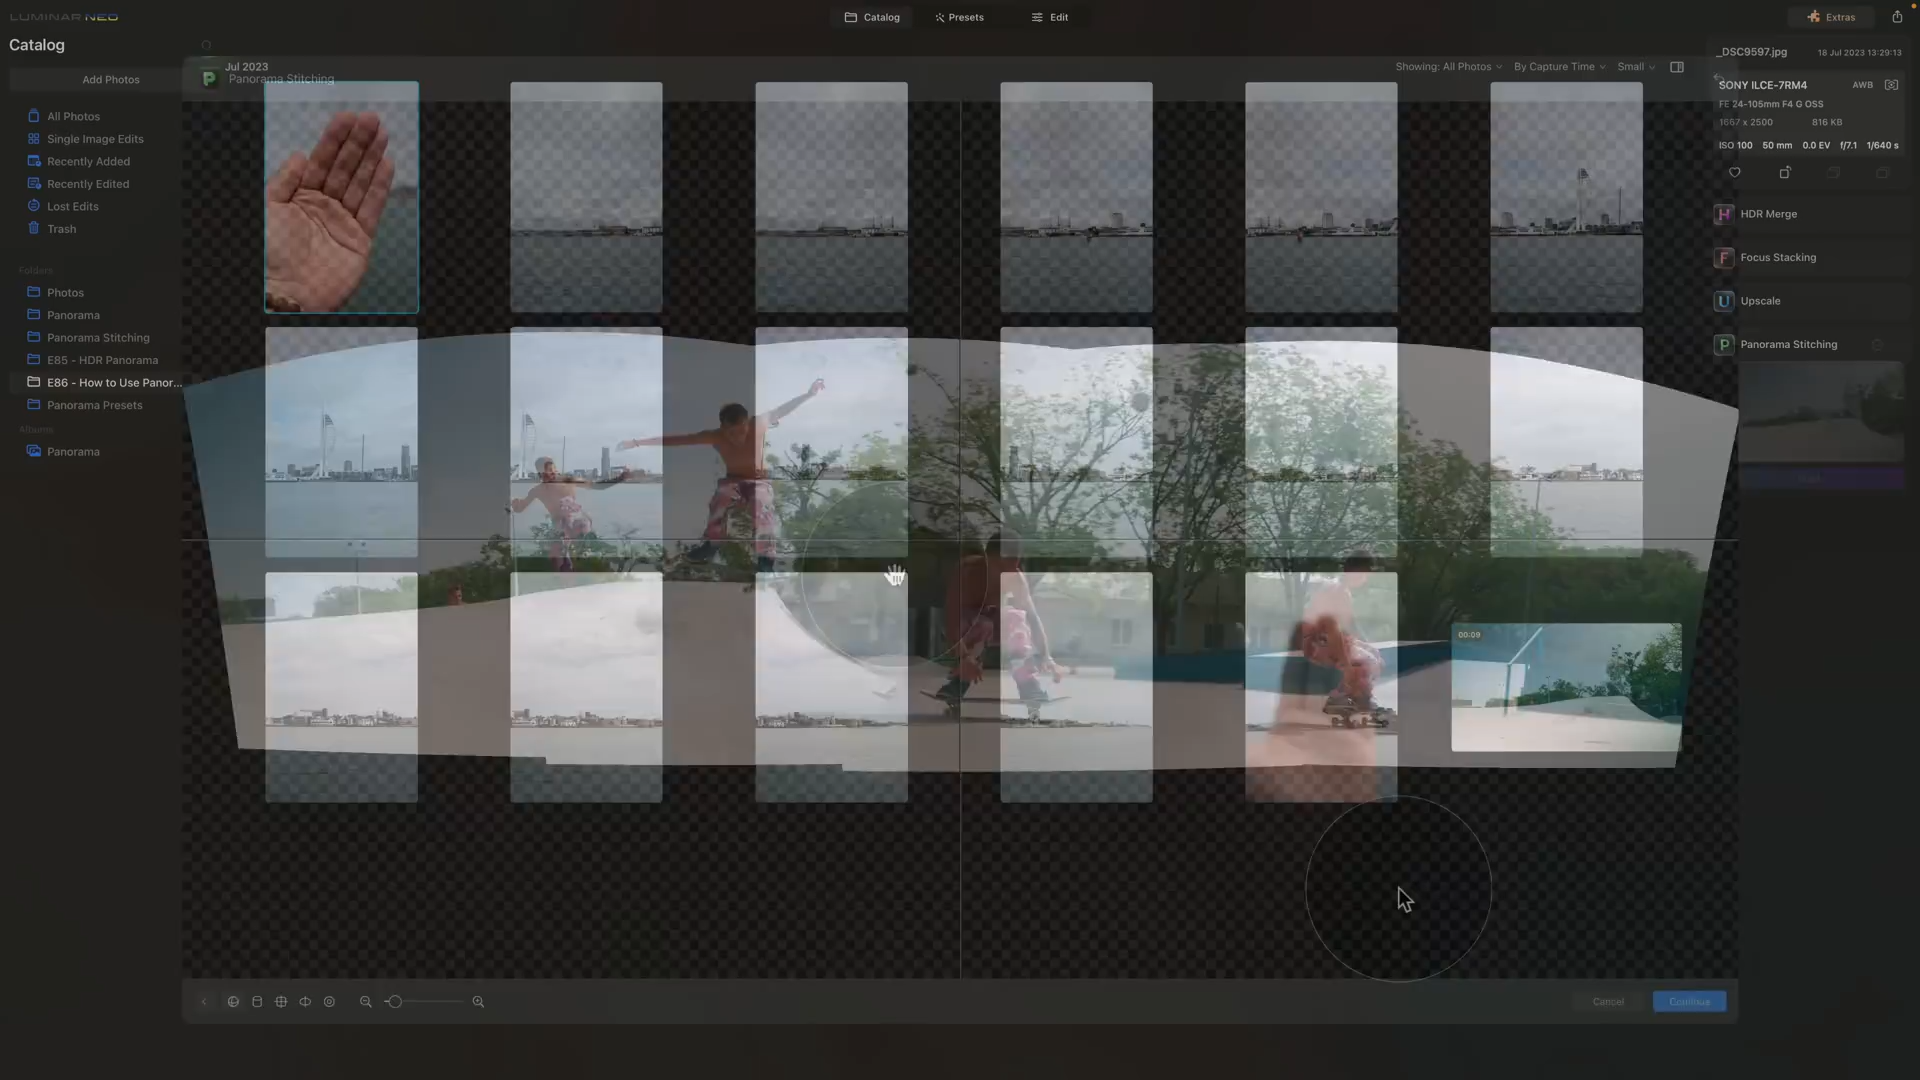 LUMINAR NEO
Catalog
Presets
Edit
Extras
Catalog
Add Photos
Jul 2023
Panorama Stitching
Showing: All Photos
By Capture Time
Small
_DSC9597.jpg
18 Jul 2023 13:29:13
SONY ILCE-7RM4
AWB
FE 24-105mm F4 G OSS
1667 x 2500
816 KB
ISO 100
50 mm
0.0 EV
f/7.1
1/640 s
All Photos
Single Image Edits
Recently Added
Recently Edited
Lost Edits
Trash
Folders
Photos
Panorama
Panorama Stitching
E85 - HDR Panorama
E86 - How to Use Panor...
Panorama Presets
Albums
Panorama
HDR Merge
Focus Stacking
Upscale
Panorama Stitching
00:09
Cancel
Continue